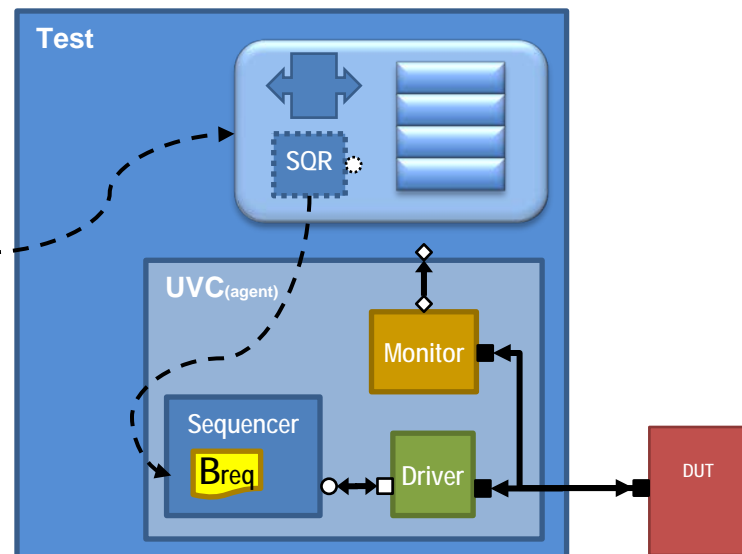 Test
SQR
UVC(agent)
Monitor
Sequencer
Breq
Driver
DUT